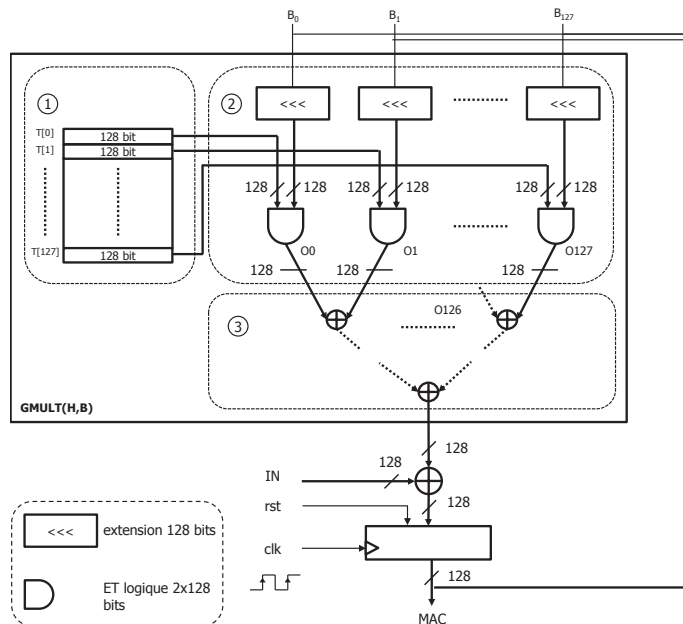 B0 B1 B127
1 2
<<< <<< <<<
T[0] 128 bit
T[1] 128 bit
128 128 128 128 128 128
T[127] 128 bit
O0 O1 O127
128 128 128
3
O126
GMULT(H,B)
128
IN 128
rst 128
clk
128
MAC
<<< extension 128 bits
ET logique 2x128
bits